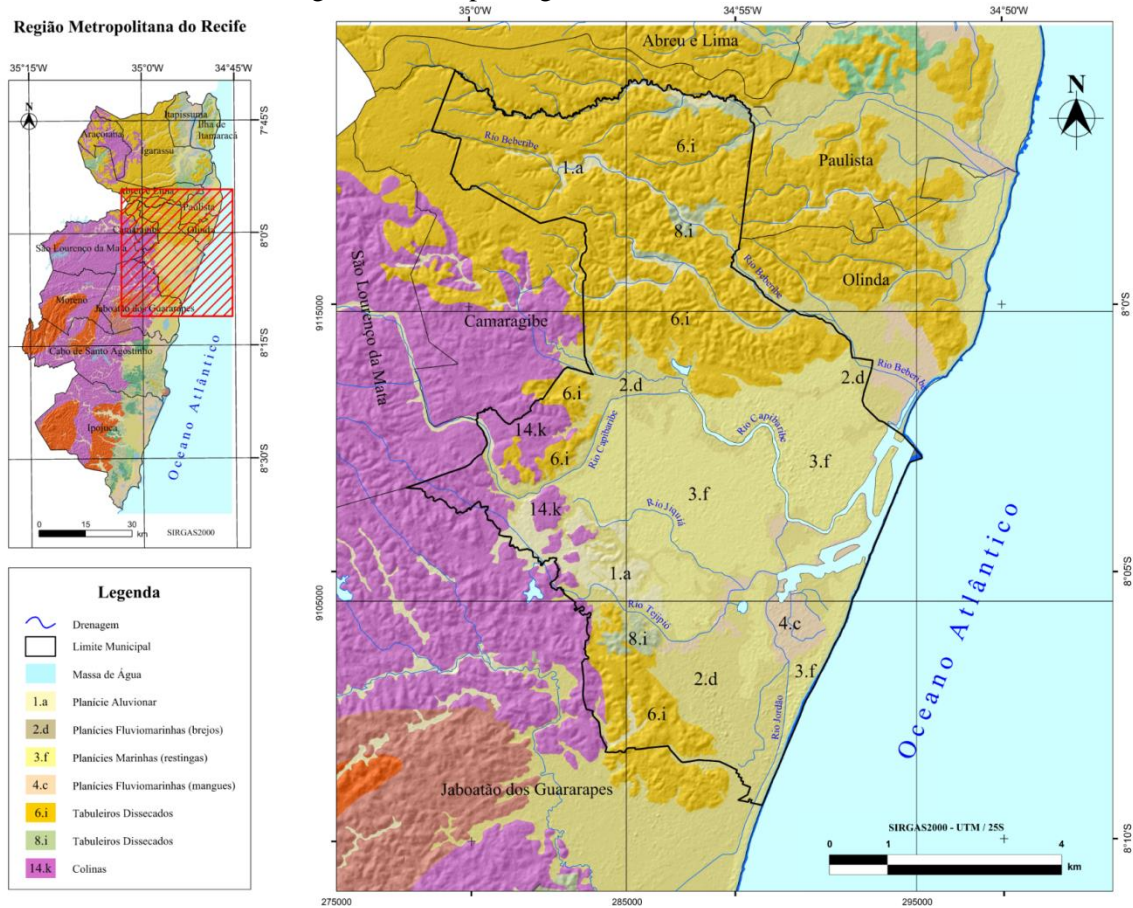 Região Metropolitana do Recife
35°15'W 35°0'W 34°45'W
N
7°45'S
8°0'S
8°15'S
8°30'S
Araçoiaba
Itapissuma
Ilha de
Itamaracá
Igarassu
Abreu e Lima
Paulista
Camaragibe
Olinda
São Lourenço da Mata
Moreno
Jaboatão dos Guararapes
Cabo de Santo Agostinho
Ipojuca
Oceano Atlântico
0 15 30
km
SIRGAS2000
Legenda
Drenagem
Limite Municipal
Massa de Água
1.a Planície Aluvionar
2.d Planícies Fluviomarinhas (brejos)
3.f Planícies Marinhas (restingas)
4.c Planícies Fluviomarinhas (mangues)
6.i Tabuleiros Dissecados
8.i Tabuleiros Dissecados
14.k Colinas
35°0'W 34°55'W 34°50'W
Abreu e Lima
N
Rio Beberibe
6.i
1.a
Paulista
8.i
Rio Beberibe
Olinda
São Lourenço da Mata
9115000
8°0'S
Camaragibe
6.i
2.d
2.d
Rio Beberibe
6.i
14.k
Rio Capibaribe
6.i
Rio Capibaribe
3.f
3.f
14.k
Rio Jiquiá
1.a
8°05'S
9105000
Rio Tejipió
4.c
8.i
2.d
3.f
6.i
Rio Jordão
Oceano Atlântico
Jaboatão dos Guararapes
SIRGAS2000 - UTM / 25S
0 1 4
km
8°10'S
275000 285000 295000